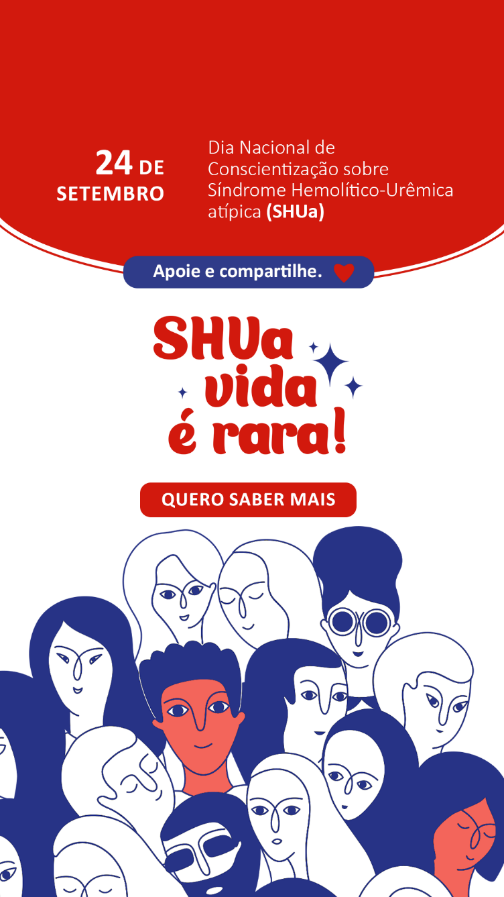 24 DE
SETEMBRO
Dia Nacional de
Conscientização sobre
Síndrome Hemolítico-Urêmica
atípica (SHUa)
Apoie e compartilhe.
SHUa
vida
é rara!
QUERO SABER MAIS